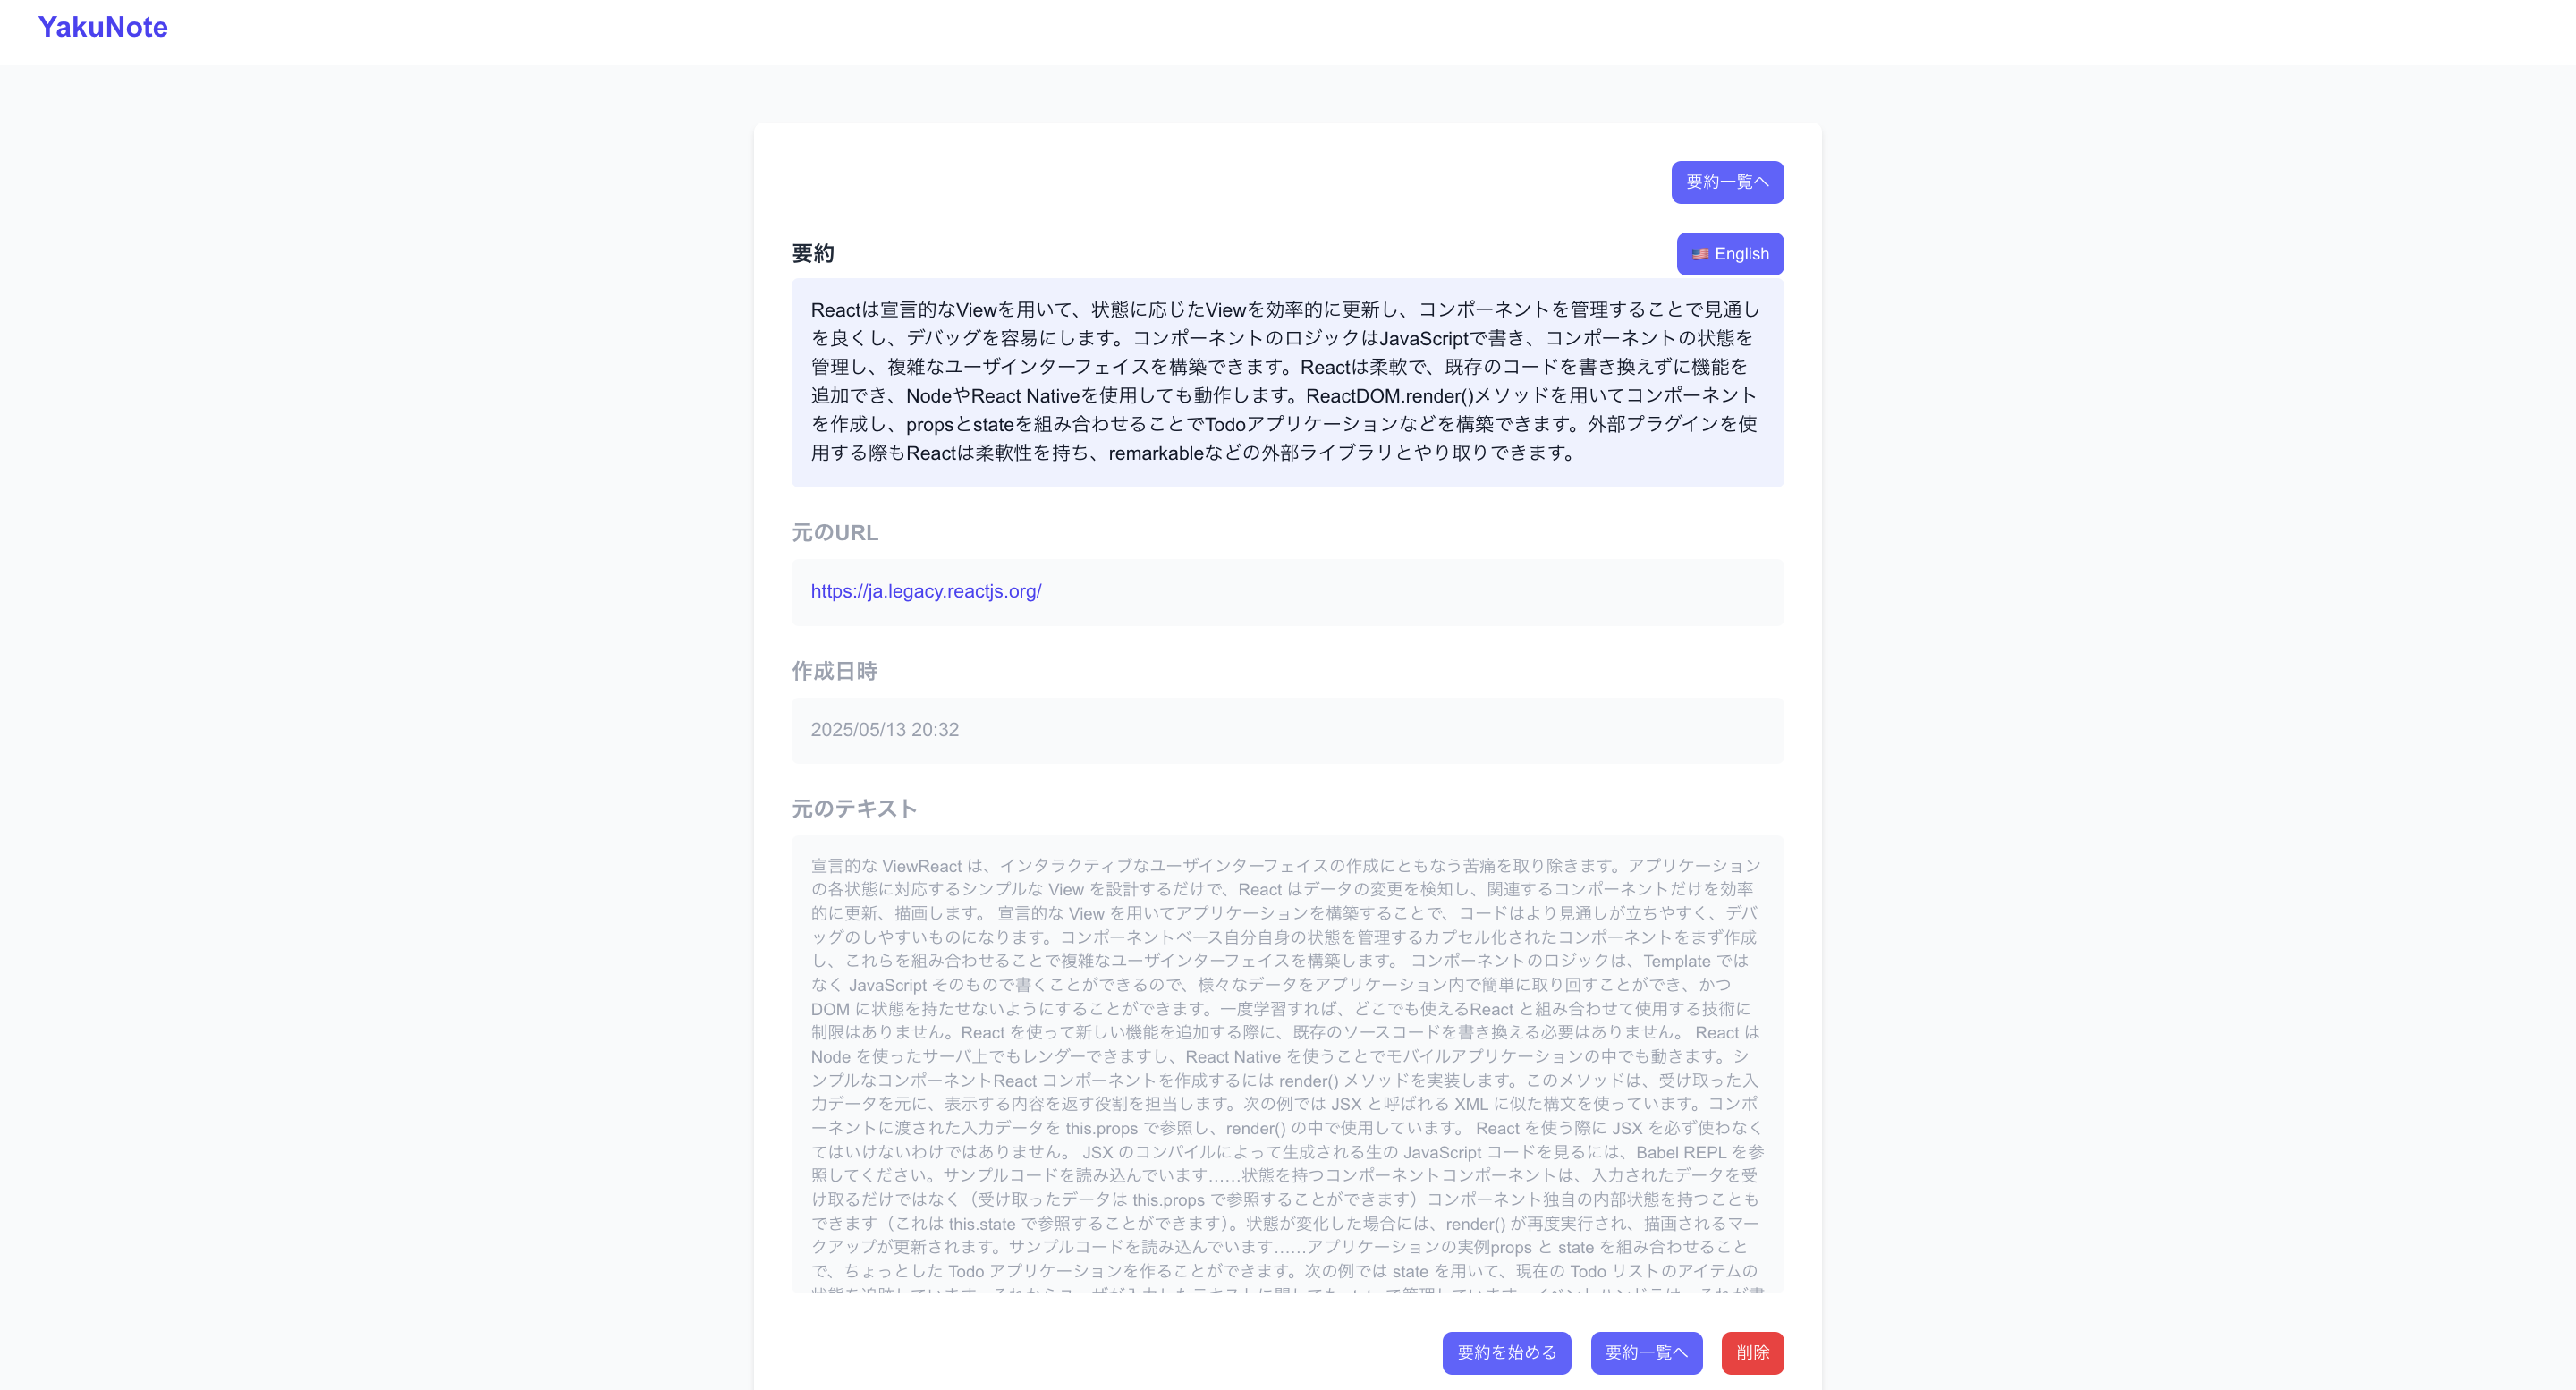 YakuNote
要約一覧へ
要約
🇺🇸 English
Reactは宣言的なViewを用いて、状態に応じたViewを効率的に更新し、コンポーネントを管理することで見通し
を良くし、デバッグを容易にします。コンポーネントのロジックはJavaScriptで書き、コンポーネントの状態を
管理し、複雑なユーザインターフェイスを構築できます。Reactは柔軟で、既存のコードを書き換えずに機能を
追加でき、NodeやReact Nativeを使用しても動作します。ReactDOM.render()メソッドを用いてコンポーネント
を作成し、propsとstateを組み合わせることでTodoアプリケーションなどを構築できます。外部プラグインを使
用する際もReactは柔軟性を持ち、remarkableなどの外部ライブラリとやり取りできます。
元のURL
https://ja.legacy.reactjs.org/
作成日時
2025/05/13 20:32
元のテキスト
宣言的な ViewReact は、インタラクティブなユーザインターフェイスの作成にともなう苦痛を取り除きます。アプリケーション
の各状態に対応するシンプルな View を設計するだけで、React はデータの変更を検知し、関連するコンポーネントだけを効率
的に更新、描画します。 宣言的な View を用いてアプリケーションを構築することで、コードはより見通しが立ちやすく、デバ
ッグのしやすいものになります。コンポーネントベース自分自身の状態を管理するカプセル化されたコンポーネントをまず作成
し、これらを組み合わせることで複雑なユーザインターフェイスを構築します。 コンポーネントのロジックは、Template では
なく JavaScript そのもので書くことができるので、様々なデータをアプリケーション内で簡単に取り回すことができ、かつ
DOM に状態を持たせないようにすることができます。一度学習すれば、どこでも使えるReact と組み合わせて使用する技術に
制限はありません。React を使って新しい機能を追加する際に、既存のソースコードを書き換える必要はありません。 React は
Node を使ったサーバ上でもレンダーできますし、React Native を使うことでモバイルアプリケーションの中でも動きます。シ
ンプルなコンポーネントReact コンポーネントを作成するには render() メソッドを実装します。このメソッドは、受け取った入
力データを元に、表示する内容を返す役割を担当します。次の例では JSX と呼ばれる XML に似た構文を使っています。コンポ
ーネントに渡された入力データを this.props で参照し、render() の中で使用しています。 React を使う際に JSX を必ず使わなく
てはいけないわけではありません。 JSX のコンパイルによって生成される生の JavaScript コードを見るには、Babel REPL を参
照してください。サンプルコードを読み込んでいます……状態を持つコンポーネントコンポーネントは、入力されたデータを受
け取るだけではなく（受け取ったデータは this.props で参照することができます）コンポーネント独自の内部状態を持つことも
できます（これは this.state で参照することができます）。状態が変化した場合には、render() が再度実行され、描画されるマー
クアップが更新されます。サンプルコードを読み込んでいます……アプリケーションの実例props と state を組み合わせること
で、ちょっとした Todo アプリケーションを作ることができます。次の例では state を用いて、現在の Todo リストのアイテムの
状態を追跡しています。それからユーザが入力したテキストに関しても state で管理しています。イベントハンドラは、それが書
要約を始める
要約一覧へ
削除